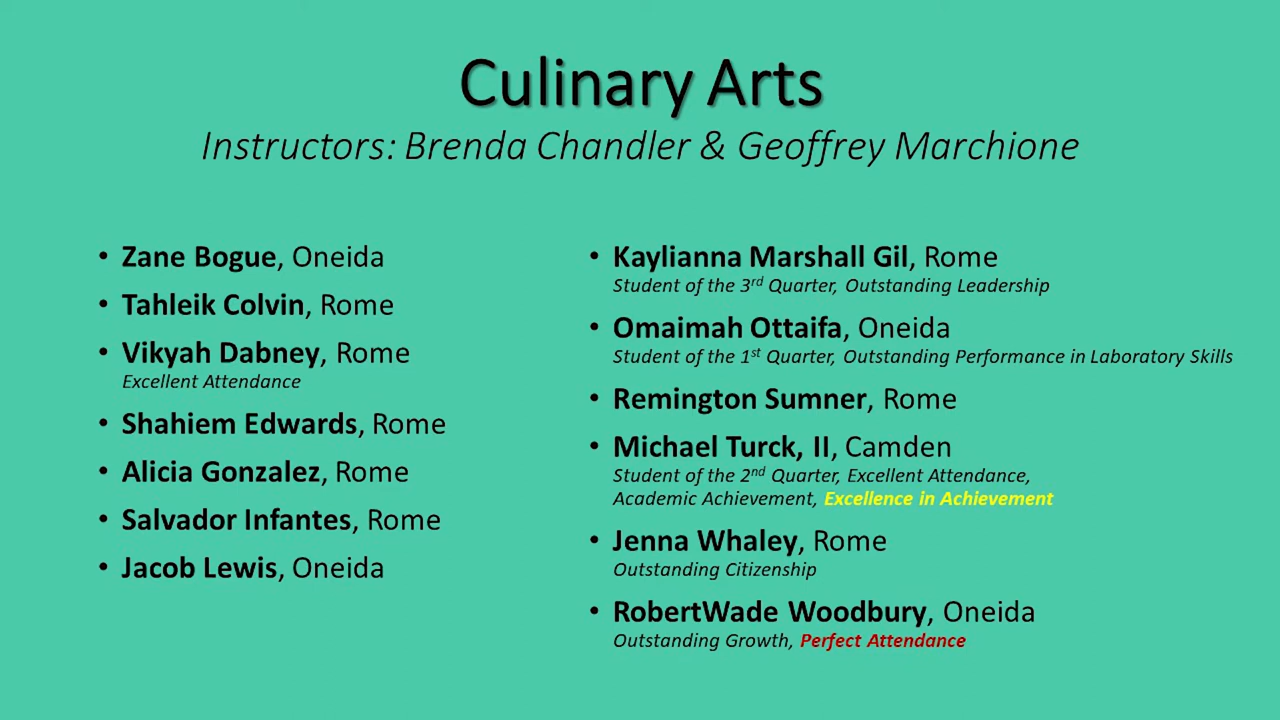 Culinary Arts
Instructors: Brenda Chandler & Geoffrey Marchione
• Zane Bogue, Oneida
• Tahleik Colvin, Rome
• Vikyah Dabney, Rome
Excellent Attendance
• Shahiem Edwards, Rome
• Alicia Gonzalez, Rome
• Salvador Infantes, Rome
• Jacob Lewis, Oneida
• Kaylianna Marshall Gil, Rome
Student of the 3rd Quarter, Outstanding Leadership
• Omaimah Ottaifa, Oneida
Student of the 1st Quarter, Outstanding Performance in Laboratory Skills
• Remington Sumner, Rome
• Michael Turck, II, Camden
Student of the 2nd Quarter, Excellent Attendance,
Academic Achievement, Excellence in Achievement
• Jenna Whaley, Rome
Outstanding Citizenship
• RobertWade Woodbury, Oneida
Outstanding Growth, Perfect Attendance